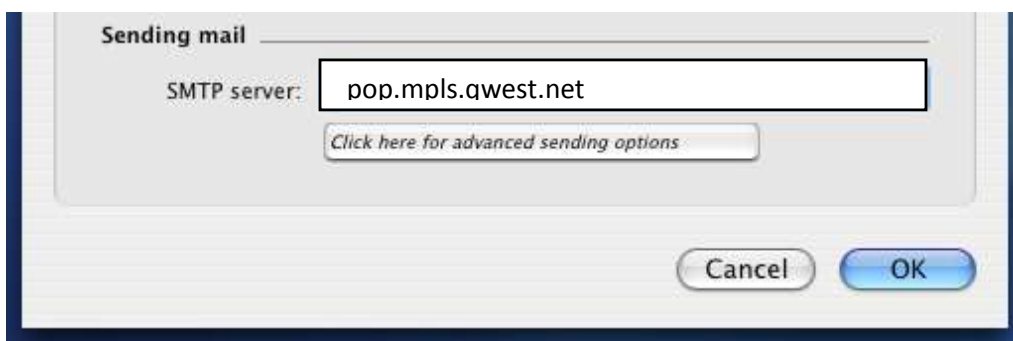 Sending mail
SMTP server: pop.mpls.qwest.net
Click here for advanced sending options
Cancel OK